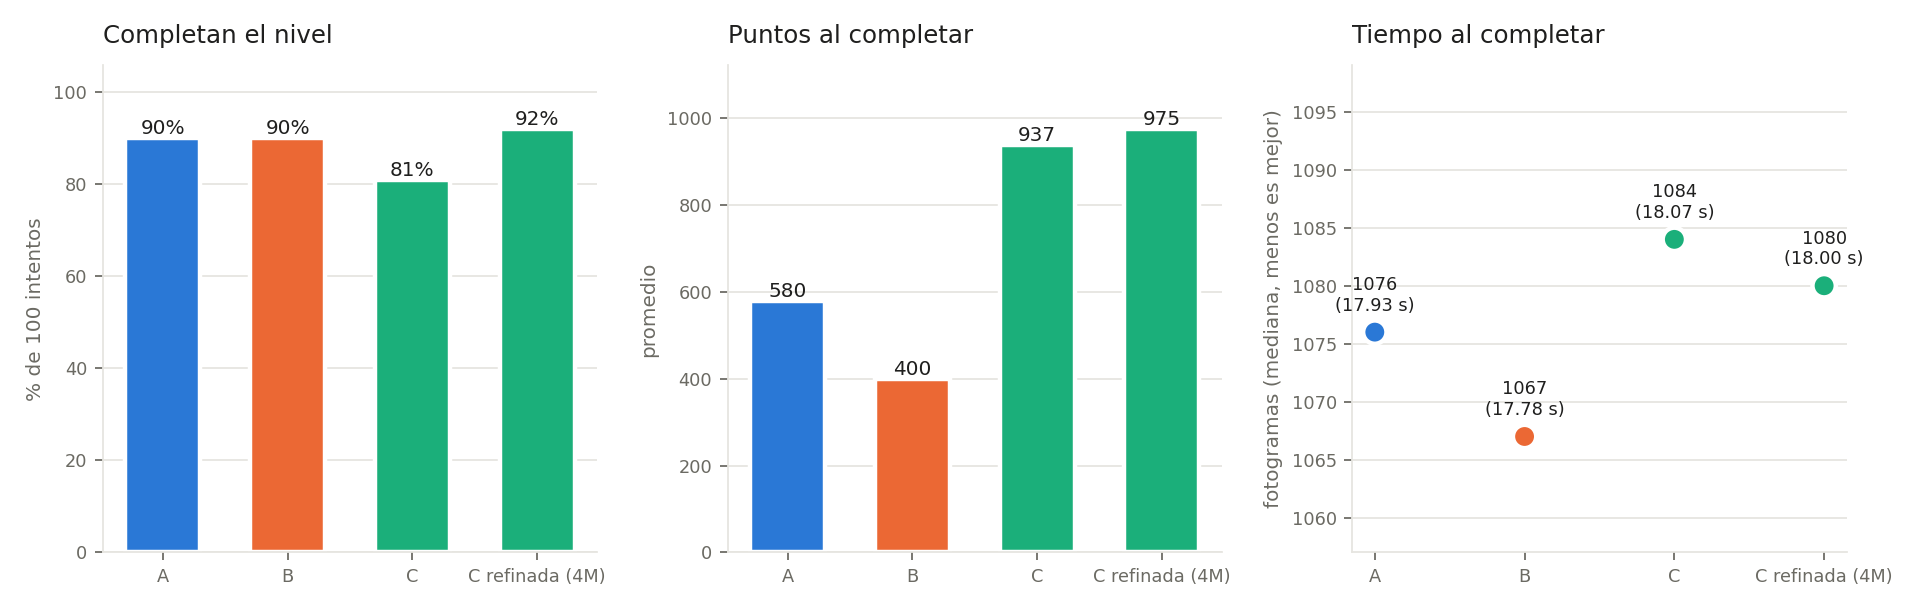 Completan el nivel
% de 100 intentos
100
80
60
40
20
0
90%
90%
81%
92%
A
B
C
C refinada (4M)
Puntos al completar
promedio
1000
800
600
400
200
0
580
400
937
975
A
B
C
C refinada (4M)
Tiempo al completar
fotogramas (mediana, menos es mejor)
1095
1090
1085
1080
1075
1070
1065
1060
1076
(17.93 s)
1067
(17.78 s)
1084
(18.07 s)
1080
(18.00 s)
A
B
C
C refinada (4M)